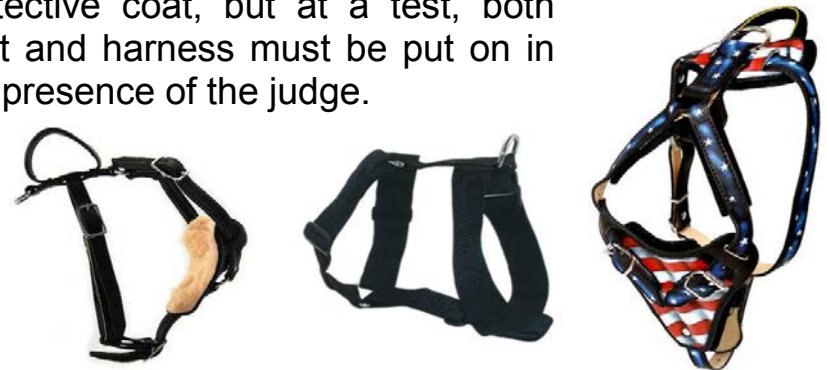 tective coat, but at a test, both
t and harness must be put on in
presence of the judge.